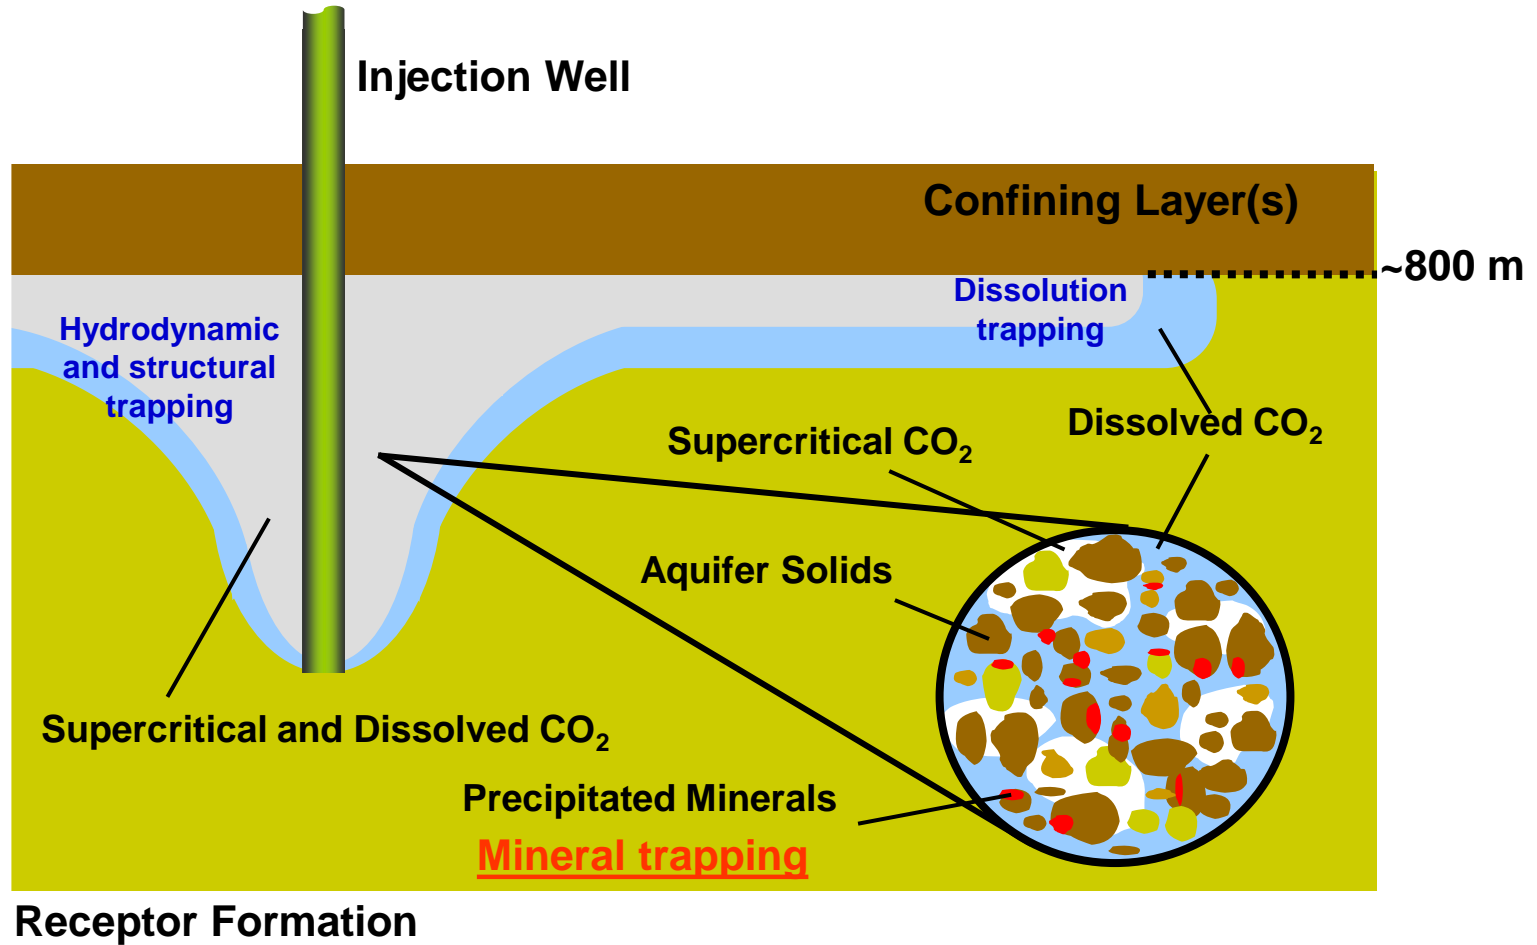 Injection Well
Confining Layer(s)
~800 m
Dissolution
trapping
Hydrodynamic
and structural
trapping
Dissolved CO₂
Supercritical CO₂
Aquifer Solids
Supercritical and Dissolved CO₂
Precipitated Minerals
Mineral trapping
Receptor Formation